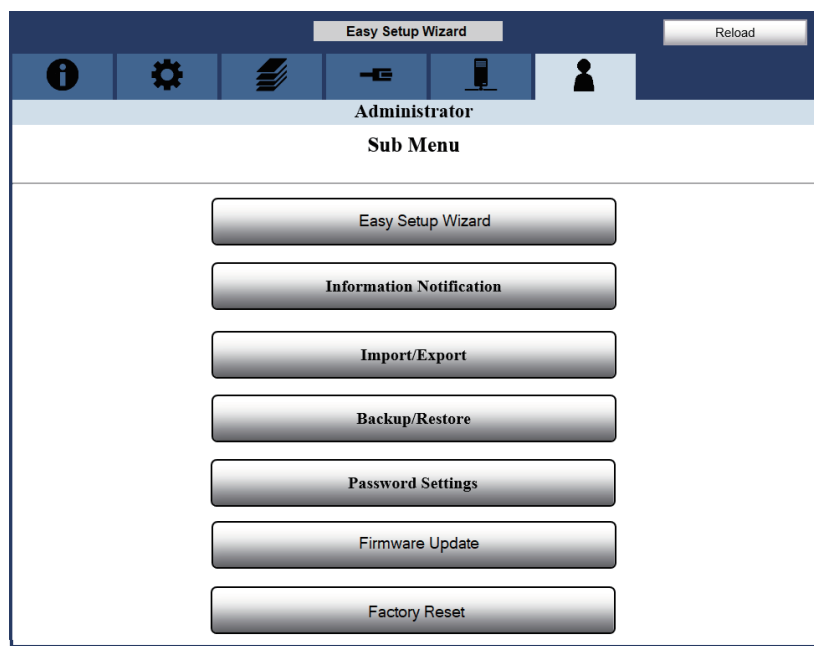 Easy Setup Wizard
Reload
Administrator
Sub Menu
Easy Setup Wizard
Information Notification
Import/Export
Backup/Restore
Password Settings
Firmware Update
Factory Reset